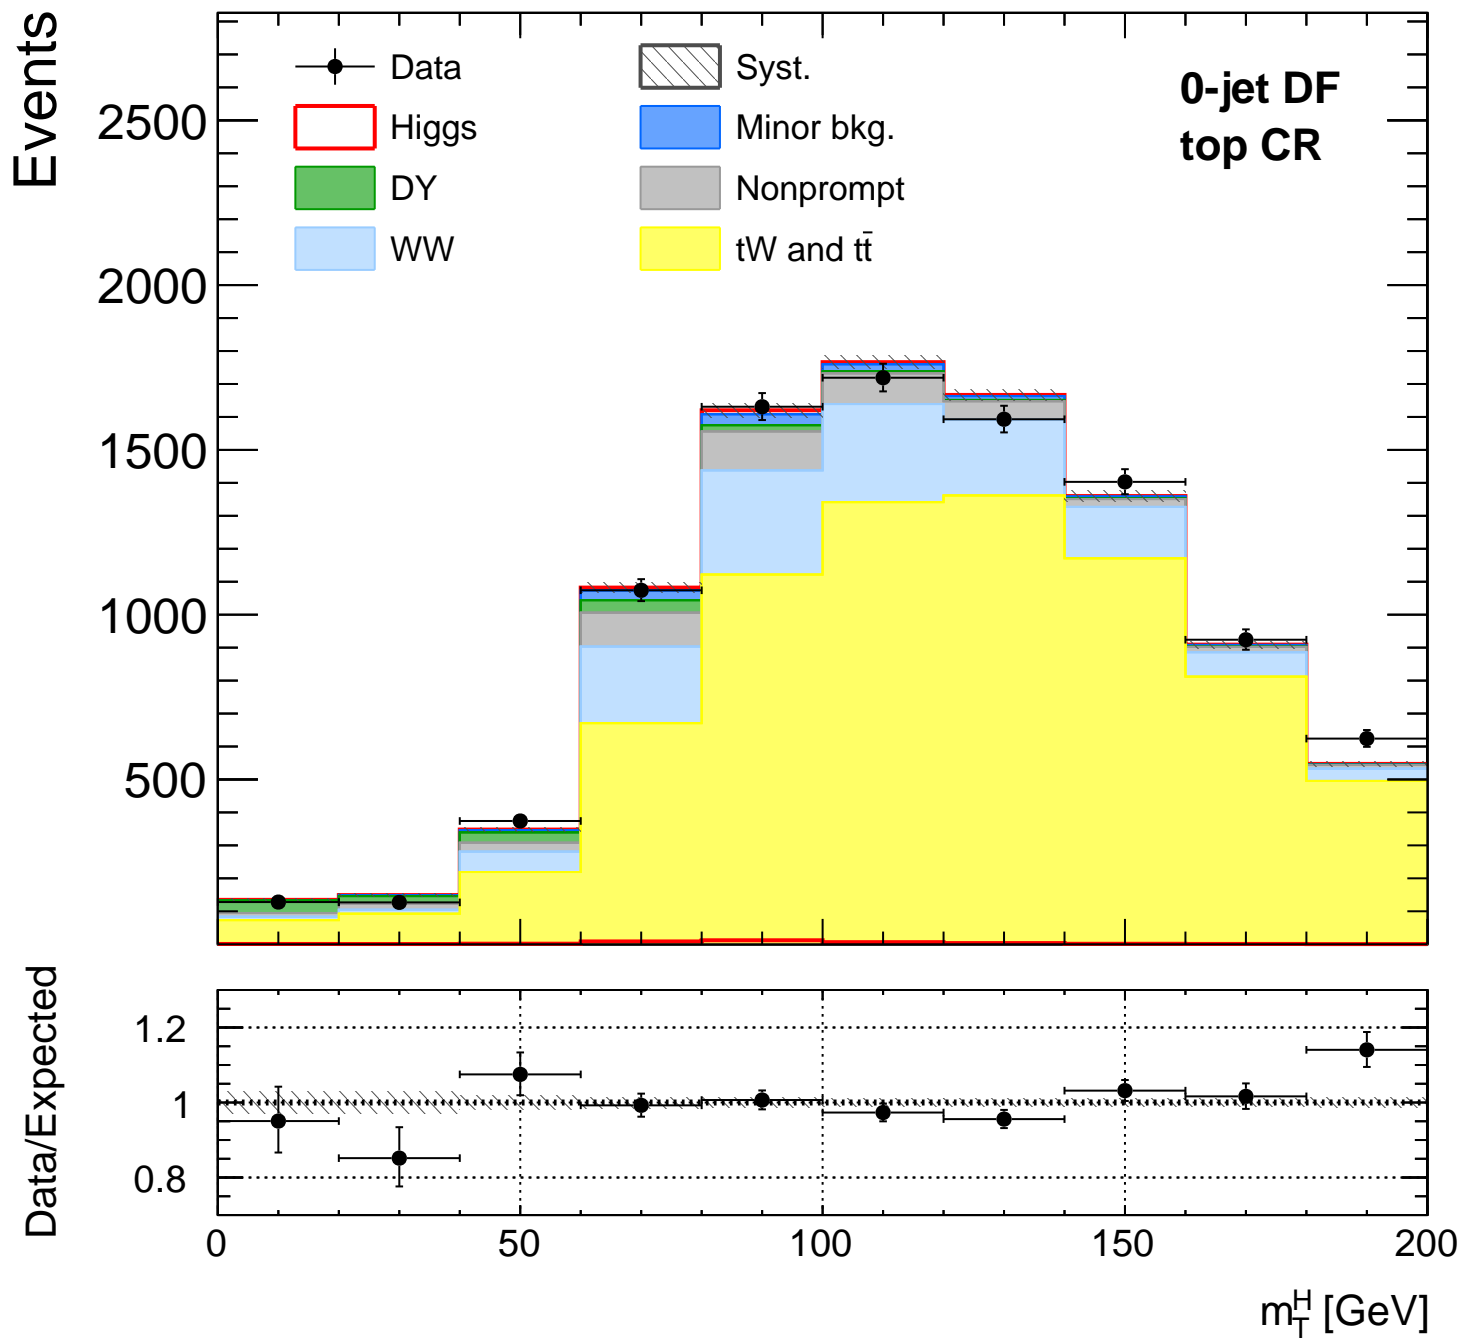 Events
2500
2000
1500
1000
500
Data
Higgs
DY
WW
Syst.
Minor bkg.
Nonprompt
tW and tt̄
0-jet DF
top CR
Data/Expected
1.2
1
0.8
0 50 100 150 200
m_T^H [GeV]